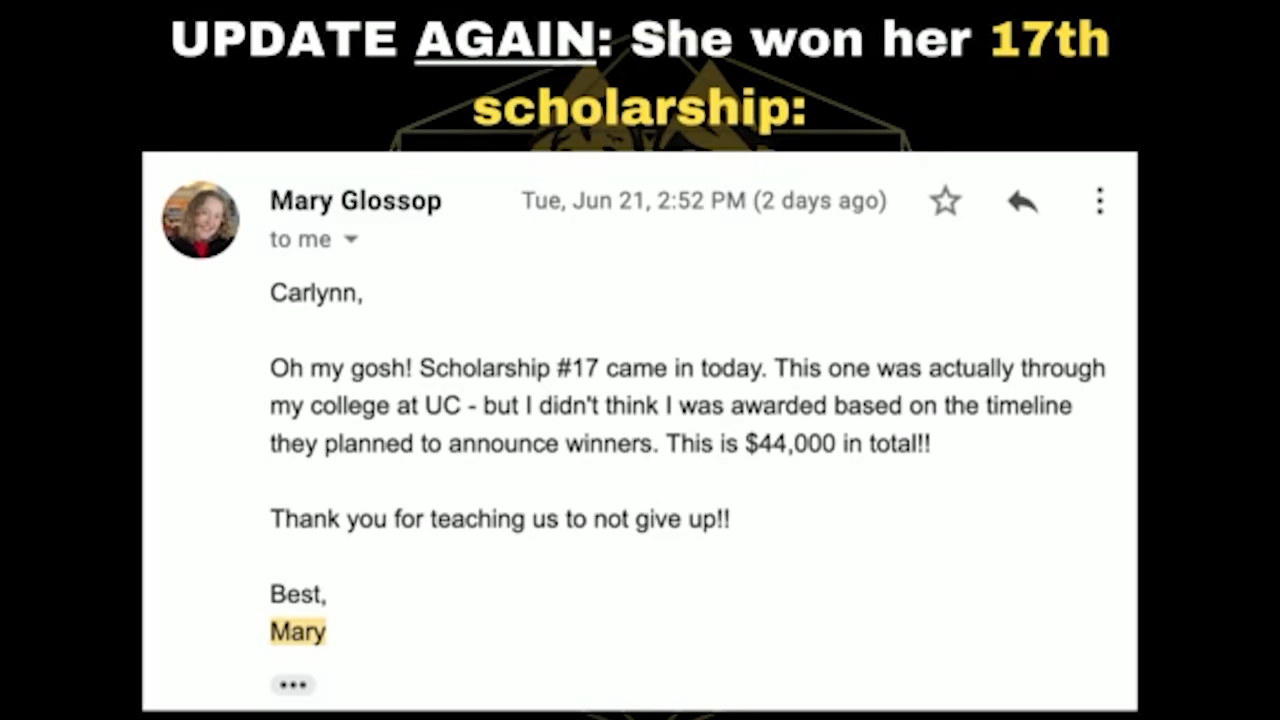 UPDATE AGAIN: She won her 17th
scholarship:
Mary Glossop
Tue, Jun 21, 2:52 PM (2 days ago)
to me
Carlynn,
Oh my gosh! Scholarship #17 came in today. This one was actually through
my college at UC - but I didn't think I was awarded based on the timeline
they planned to announce winners. This is $44,000 in total!!
Thank you for teaching us to not give up!!
Best,
Mary